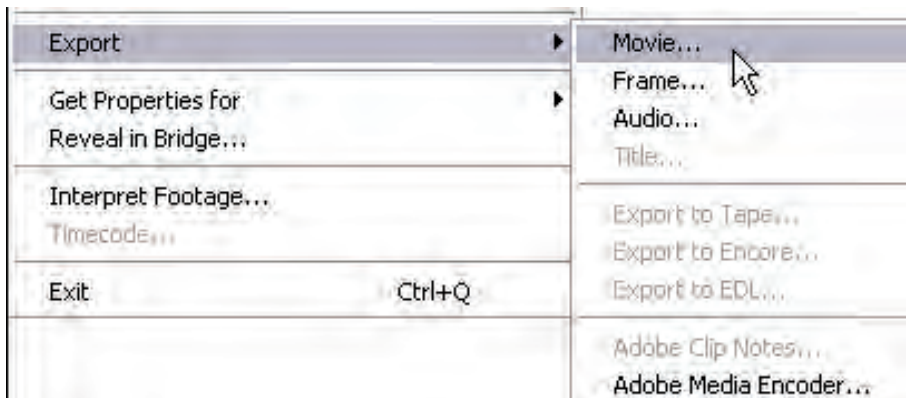 Export
Get Properties for
Reveal in Bridge...
Interpret Footage...
Timecode...
Exit Ctrl+Q
Movie...
Frame...
Audio...
Title...
Export to Tape...
Export to Encore...
Export to EDL...
Adobe Clip Notes...
Adobe Media Encoder...